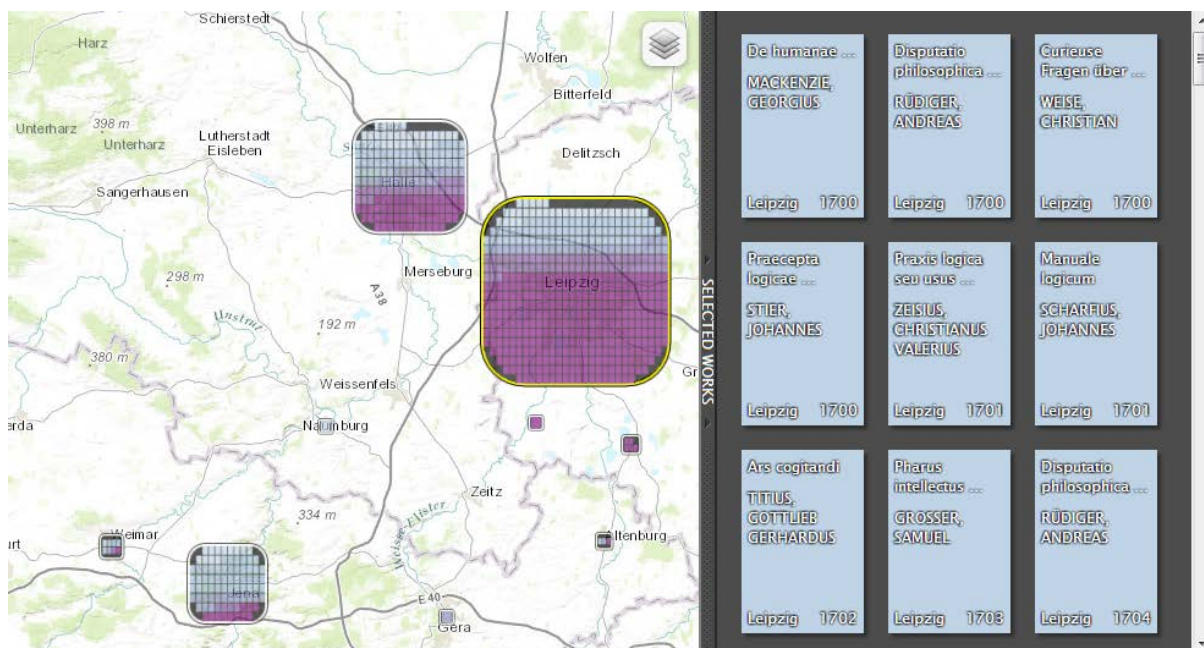 Schierstedt
Harz
Wolfen
Bitterfeld
Unterharz
398 m
Unterharz
Lutherstadt
Eisleben
Delitzsch
Halle
Sangerhausen
298 m
Merseburg
A38
Leipzig
Unstrut
192 m
380 m
Weissenfels
Gr
Naumburg
erda
Zeitz
334 m
Weisse-Elster
Weimar
urt
Altenburg
Jena
E 40
Gera
SELECTED WORKS
De humanae ...
MACKENZIE,
GEORGIUS
Leipzig 1700
Disputatio
philosophica ...
RÜDIGER,
ANDREAS
Leipzig 1700
Curieuse
Fragen über ...
WEISE,
CHRISTIAN
Leipzig 1700
Praecepta
logicae ...
STIER,
JOHANNES
Leipzig 1700
Praxis logica
seu usus ...
ZEISIUS,
CHRISTIANUS
VALERIUS
Leipzig 1701
Manuale
logicum
SCHARFIUS,
JOHANNES
Leipzig 1701
Ars cogitandi
TITIUS,
GOTTLIEB
GERHARDUS
Leipzig 1702
Pharus
intellectus ...
GROSSER,
SAMUEL
Leipzig 1703
Disputatio
philosophica ...
RÜDIGER,
ANDREAS
Leipzig 1704